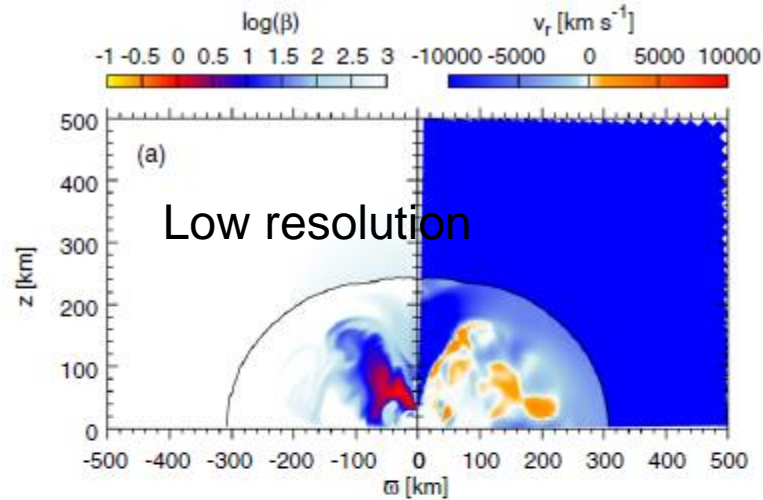 log(β)
v_r [km s⁻¹]
-1 -0.5 0 0.5 1 1.5 2 2.5 3
-10000 -5000 0 5000 10000
500
(a)
400
Low resolution
300
z [km]
200
100
0
-500 -400 -300 -200 -100 0 100 200 300 400 500
ϖ [km]